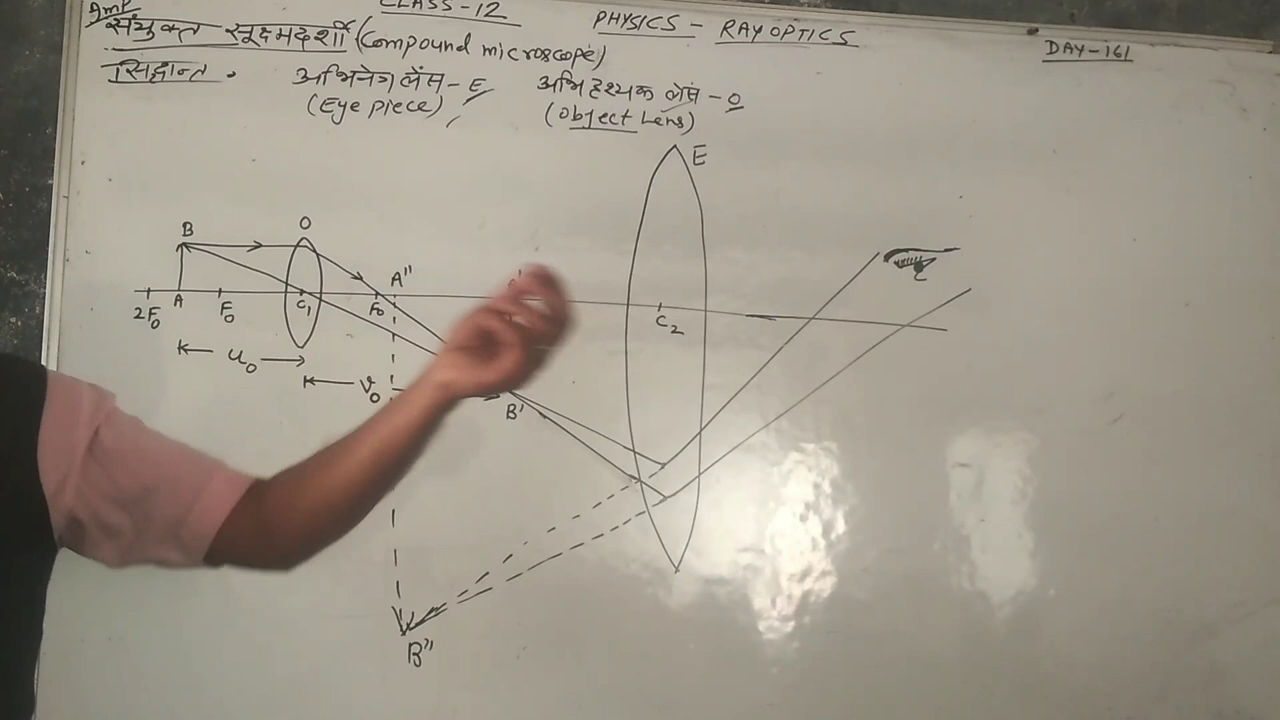 Imp
CLASS-12
PHYSICS - RAY OPTICS
DAY-161
संयुक्त सूक्ष्मदर्शी (Compound microscope)
सिद्धान्त.
अभिनेत्र लेंस - E
अभिदृश्यक लेंस - O
(Eye piece),
(Object Lens)
E
B
O
A"
2F₀
A
F₀
C₁
F₀
C₂
u₀
v₀
B'
B"